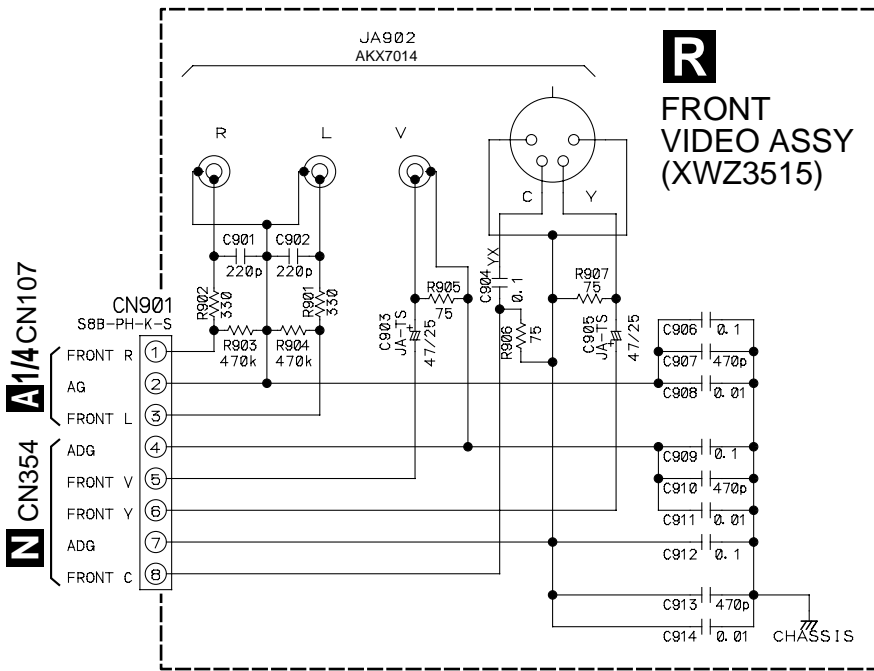 JA902
AKX7014
R
FRONT
VIDEO ASSY
(XWZ3515)
R
L
V
C
Y
C901
220p
C902
220p
R902
330
R901
330
R903
470k
R904
470k
C903
JA-TS
47/25
+
R905
75
C904
YX
0.1
R906
75
R907
75
C905
JA-TS
47/25
+
C906 0.1
C907 470p
C908 0.01
C909 0.1
C910 470p
C911 0.01
C912 0.1
C913 470p
C914 0.01
CHASSIS
A1/4 CN107
N CN354
CN901
S8B-PH-K-S
FRONT R 1
AG 2
FRONT L 3
ADG 4
FRONT V 5
FRONT Y 6
ADG 7
FRONT C 8